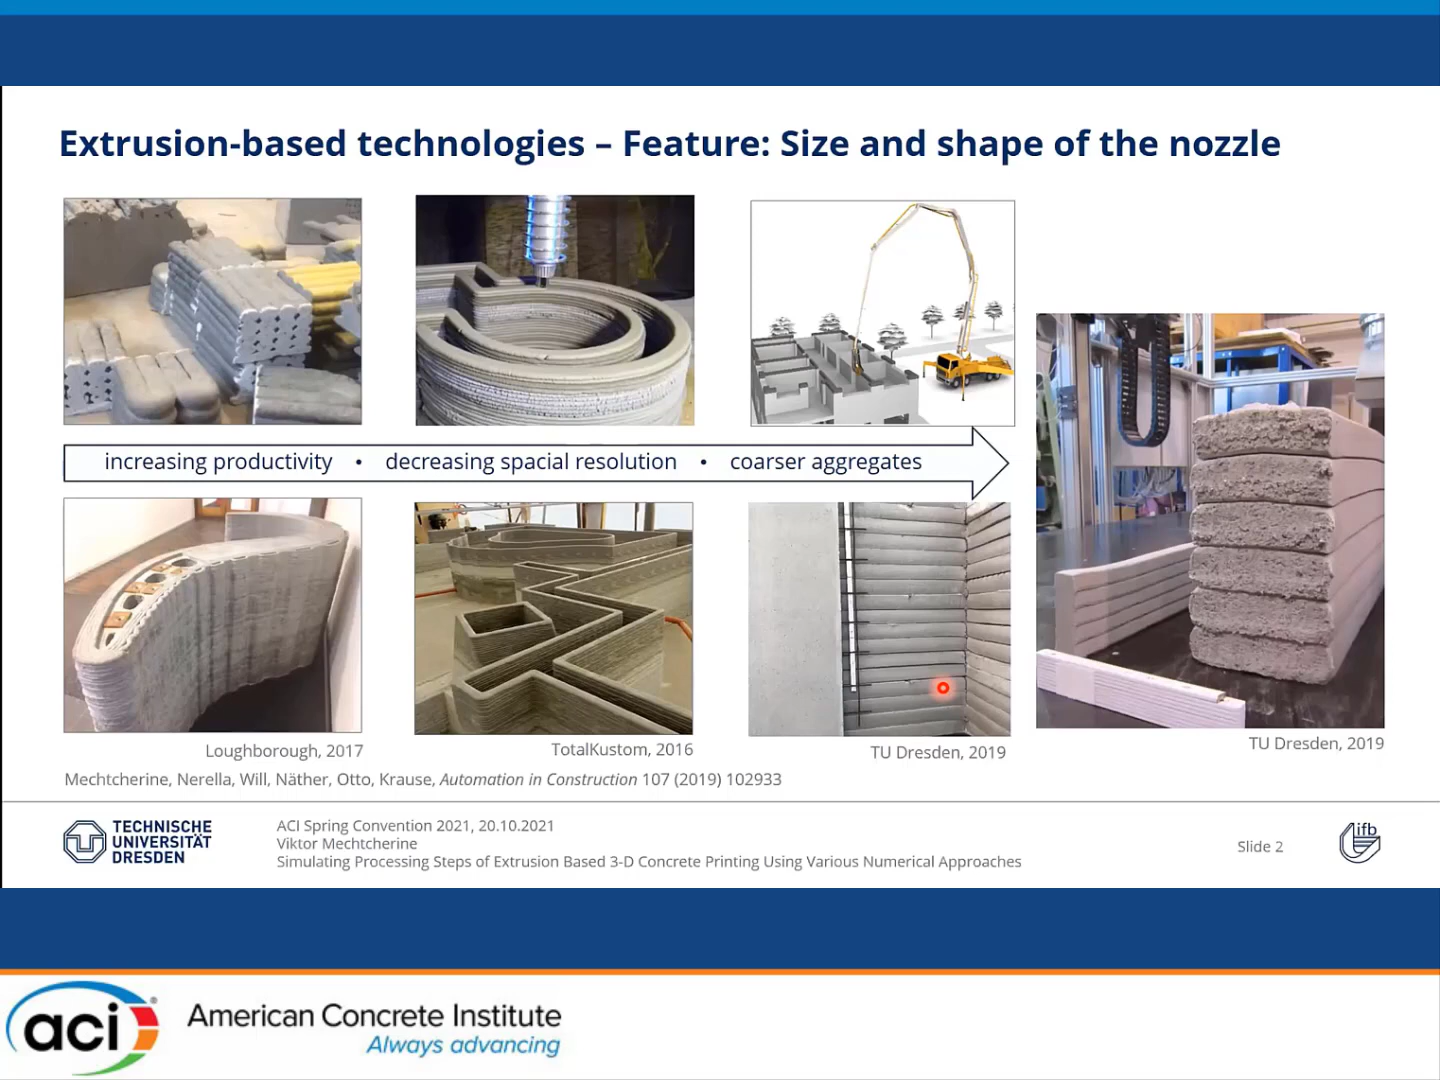 Extrusion-based technologies – Feature: Size and shape of the nozzle
increasing productivity • decreasing spacial resolution • coarser aggregates
Loughborough, 2017
TotalKustom, 2016
TU Dresden, 2019
TU Dresden, 2019
Mechtcherine, Nerella, Will, Näther, Otto, Krause, Automation in Construction 107 (2019) 102933
TECHNISCHE
UNIVERSITÄT
DRESDEN
ACI Spring Convention 2021, 20.10.2021
Viktor Mechtcherine
Simulating Processing Steps of Extrusion Based 3-D Concrete Printing Using Various Numerical Approaches
Slide 2
ifb
aci®
American Concrete Institute
Always advancing